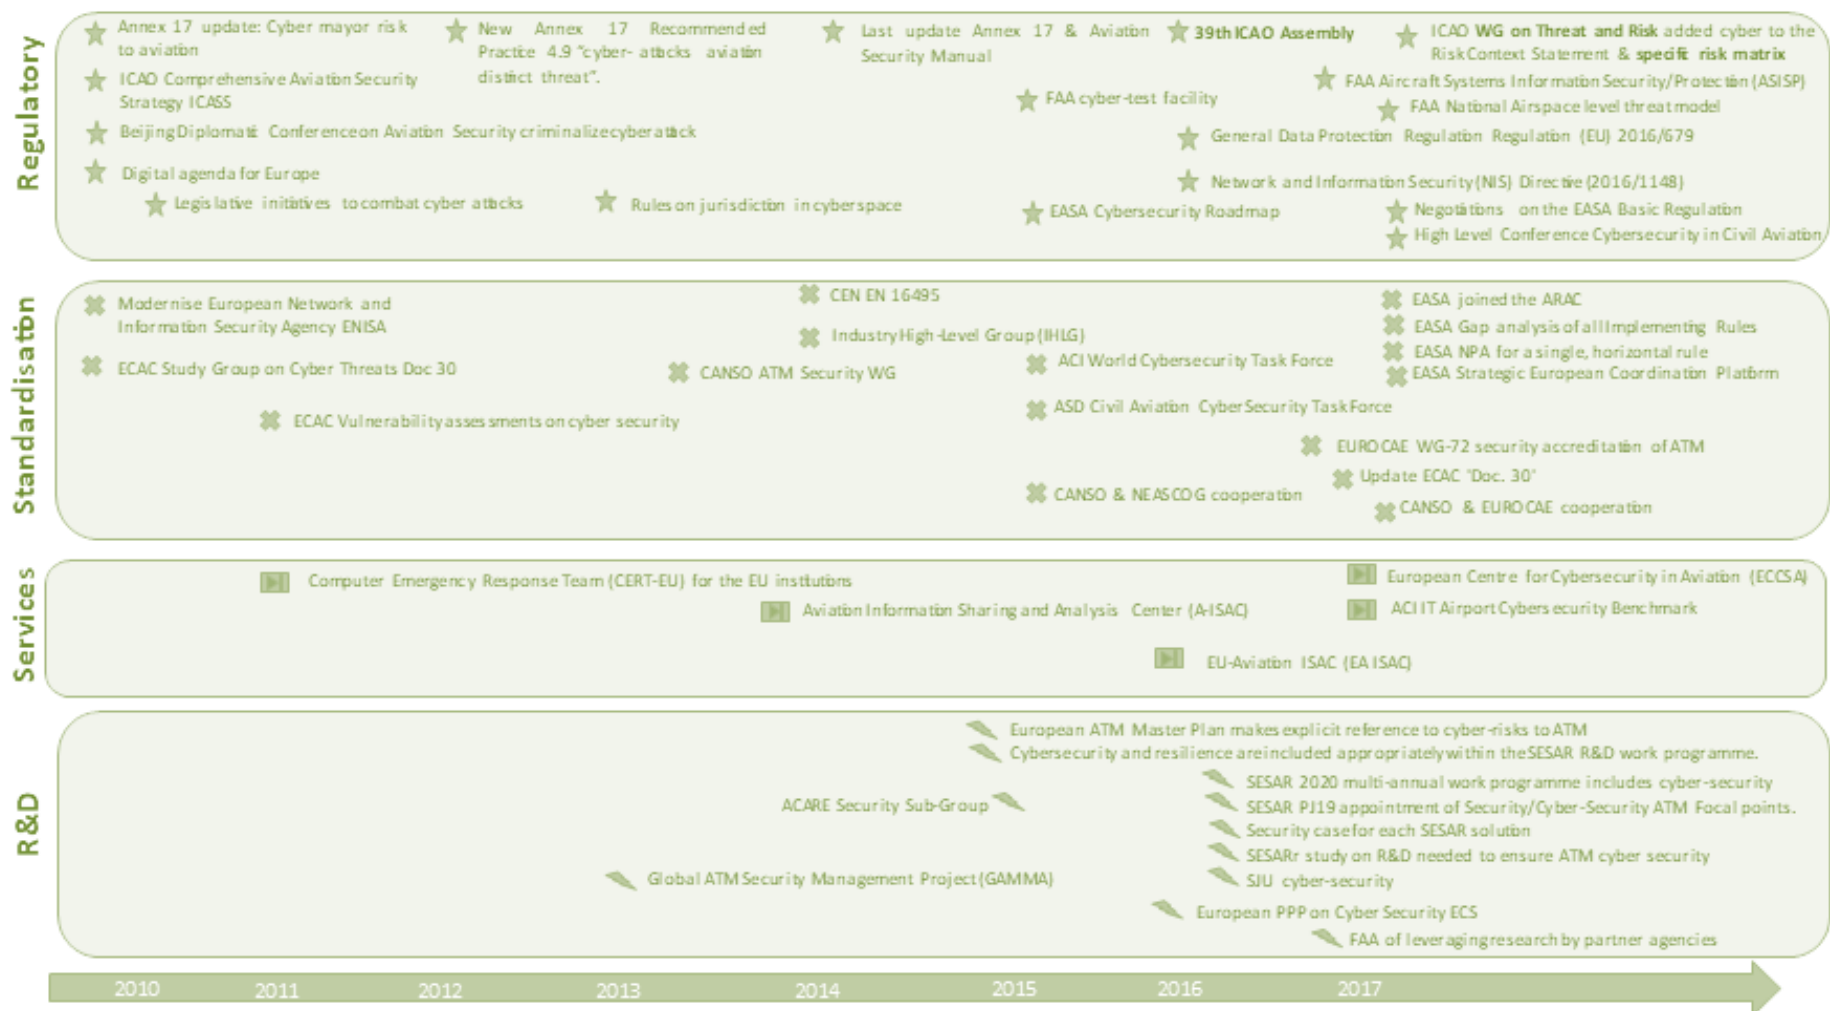 Regulatory
Annex 17 update: Cyber mayor risk
to aviation
ICAO Comprehensive Aviation Security
Strategy ICASS
Beijing Diplomatic Conference on Aviation Security criminalize cyber attack
Digital agenda for Europe
Legislative initiatives to combat cyber attacks
New Annex 17 Recommended
Practice 4.9 "cyber- attacks aviation
district threat".
Rules on jurisdiction in cyberspace
Last update Annex 17 & Aviation
Security Manual
FAA cyber-test facility
39th ICAO Assembly
General Data Protection Regulation Regulation (EU) 2016/679
Network and Information Security (NIS) Directive (2016/1148)
EASA Cybersecurity Roadmap
ICAO WG on Threat and Risk added cyber to the
Risk Context Statement & specific risk matrix
FAA Aircraft Systems Information Security/Protection (ASISP)
FAA National Airspace level threat model
Negotiations on the EASA Basic Regulation
High Level Conference Cybersecurity in Civil Aviation
Standardisation
Modernise European Network and
Information Security Agency ENISA
ECAC Study Group on Cyber Threats Doc 30
ECAC Vulnerability assessments on cyber security
CANSO ATM Security WG
CEN EN 16495
Industry High-Level Group (IHLG)
ACI World Cybersecurity Task Force
ASD Civil Aviation CyberSecurity Task Force
CANSO & NEASCOG cooperation
EASA joined the ARAC
EASA Gap analysis of all Implementing Rules
EASA NPA for a single, horizontal rule
EASA Strategic European Coordination Platform
EUROCAE WG-72 security accreditation of ATM
Update ECAC "Doc. 30"
CANSO & EUROCAE cooperation
Services
Computer Emergency Response Team (CERT-EU) for the EU institutions
Aviation Information Sharing and Analysis Center (A-ISAC)
EU-Aviation ISAC (EA ISAC)
European Centre for Cybersecurity in Aviation (ECCSA)
ACI IT Airport Cybersecurity Benchmark
R&D
European ATM Master Plan makes explicit reference to cyber-risks to ATM
Cybersecurity and resilience are included appropriately within the SESAR R&D work programme.
ACARE Security Sub-Group
SESAR 2020 multi-annual work programme includes cyber-security
SESAR PJ19 appointment of Security/Cyber-Security ATM Focal points.
Security case for each SESAR solution
SESARr study on R&D needed to ensure ATM cyber security
SJU cyber-security
Global ATM Security Management Project (GAMMA)
European PPP on Cyber Security ECS
FAA of leveraging research by partner agencies
2010 2011 2012 2013 2014 2015 2016 2017